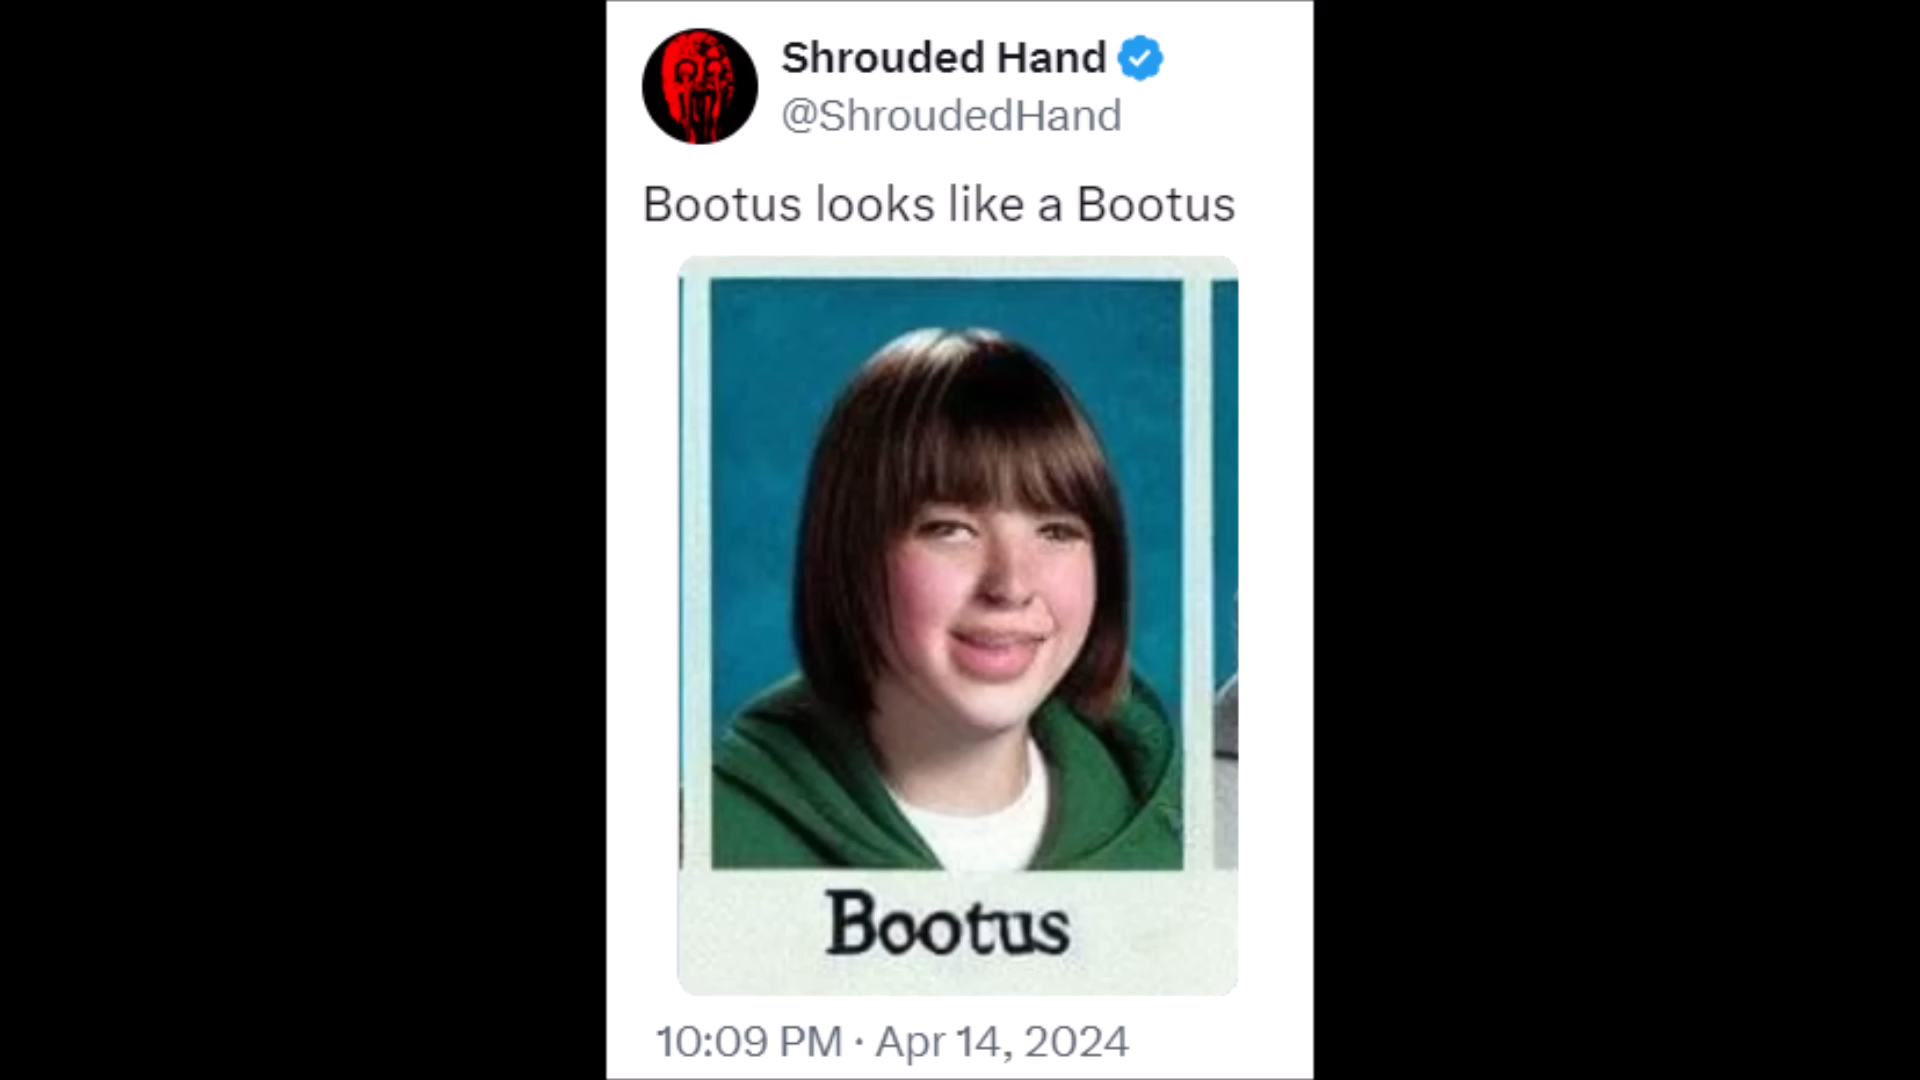 Shrouded Hand
@ShroudedHand
Bootus looks like a Bootus
Bootus
10:09 PM · Apr 14, 2024